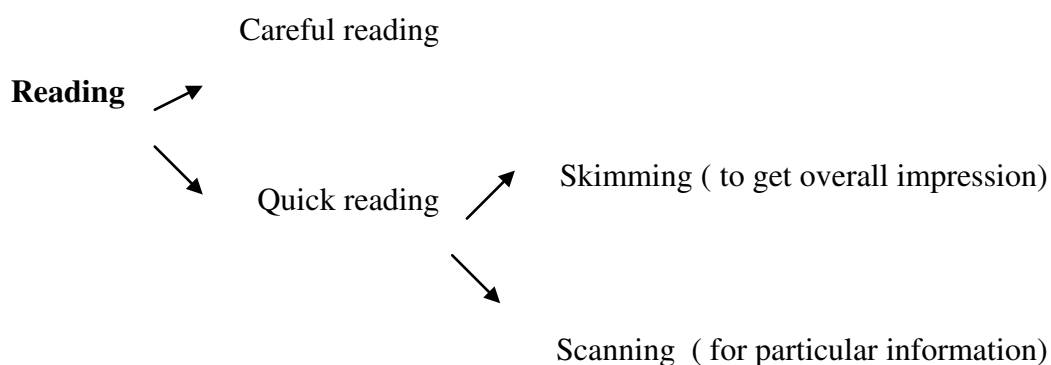 Careful reading
Reading
Skimming ( to get overall impression)
Quick reading
Scanning ( for particular information)